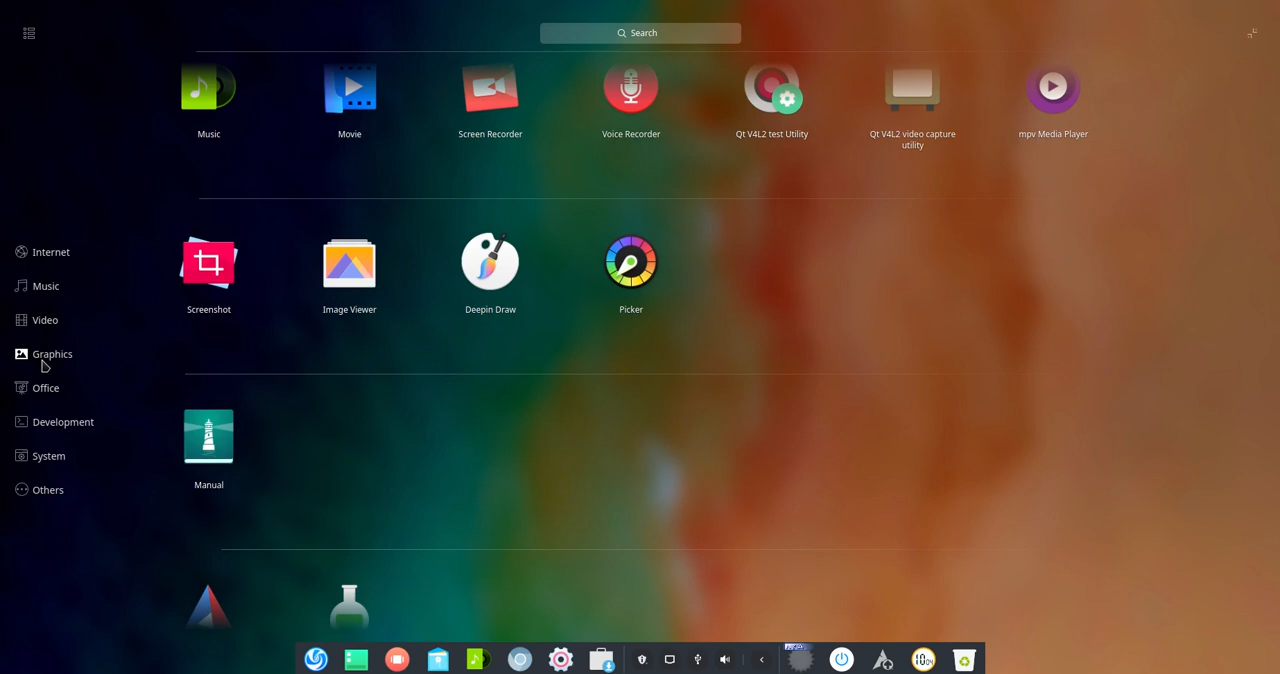 Search
Music
Movie
Screen Recorder
Voice Recorder
Qt V4L2 test Utility
Qt V4L2 video capture
utility
mpv Media Player
Internet
Music
Video
Graphics
Office
Development
System
Others
Screenshot
Image Viewer
Deepin Draw
Picker
Manual